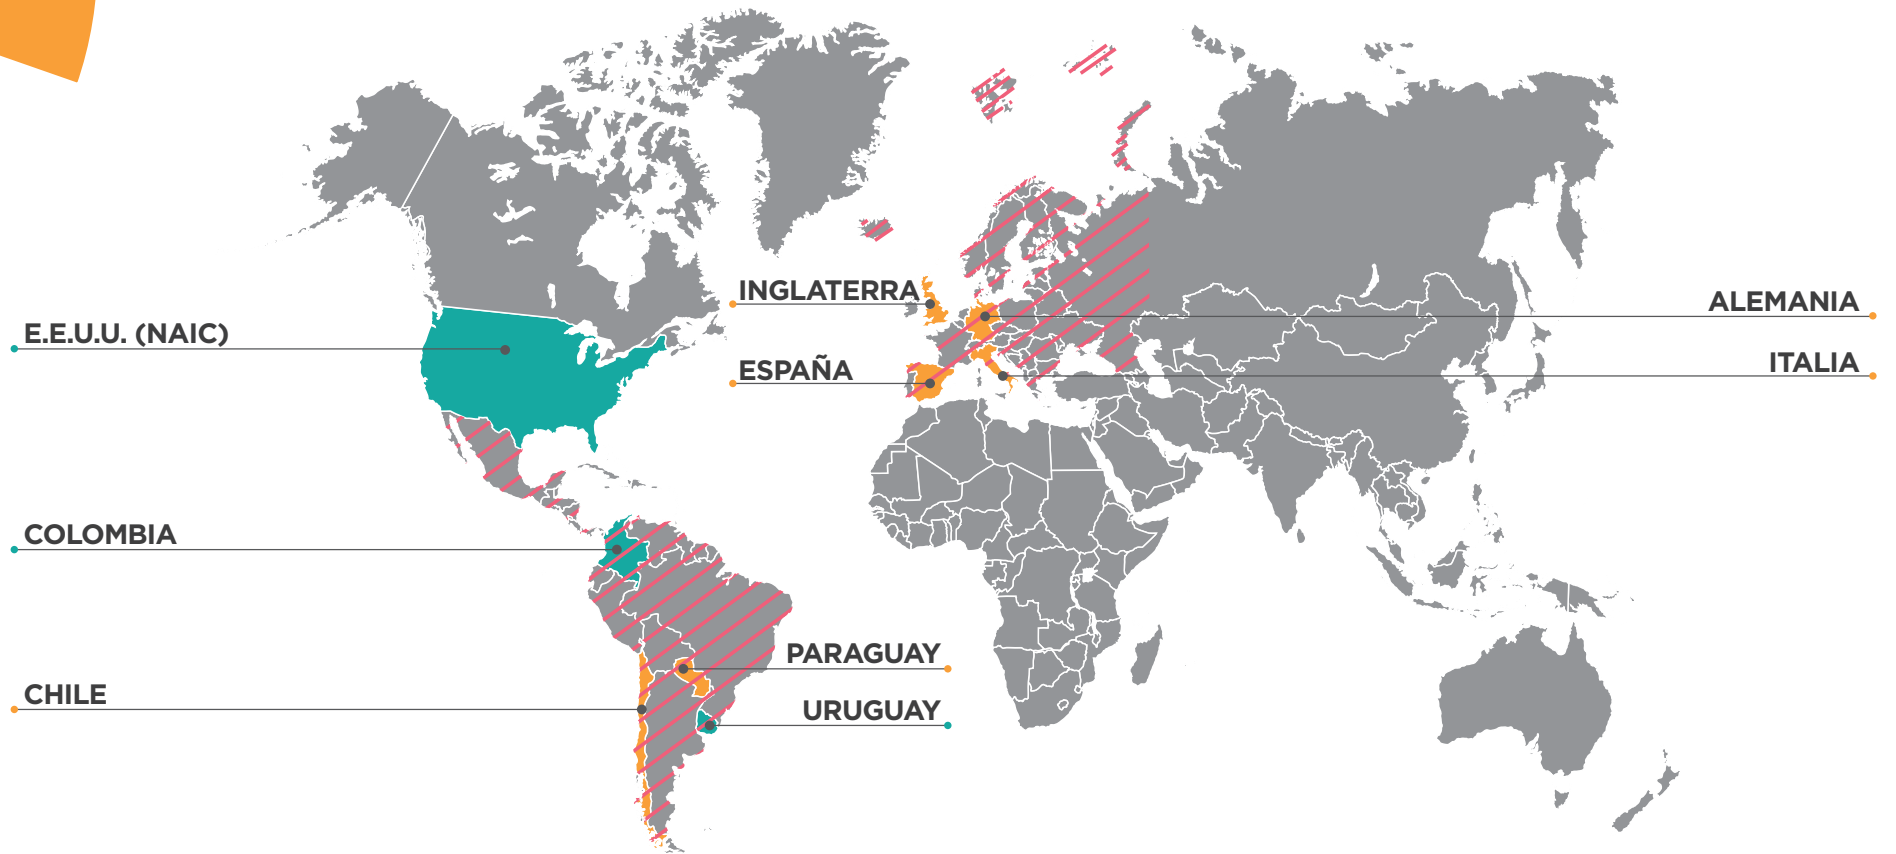 INGLATERRA
ALEMANIA
E.E.U.U. (NAIC)
ESPAÑA
ITALIA
COLOMBIA
PARAGUAY
CHILE
URUGUAY